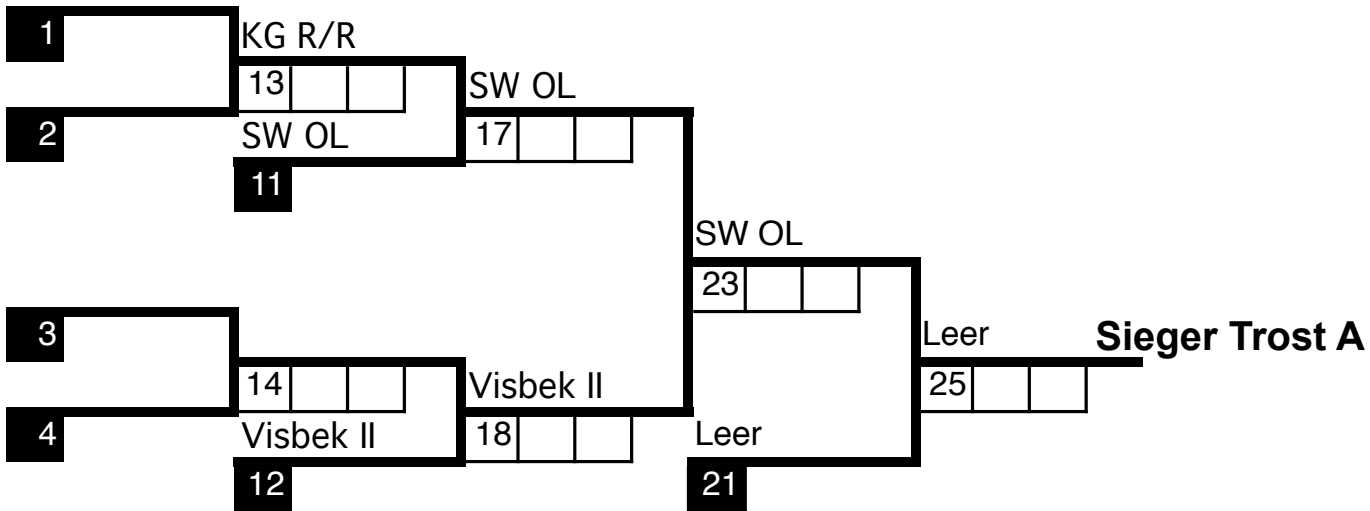 1
KG R/R
13
SW OL
2
SW OL
17
11
SW OL
23
3
Leer
Sieger Trost A
14
Visbek II
25
4
Visbek II
18
Leer
12
21